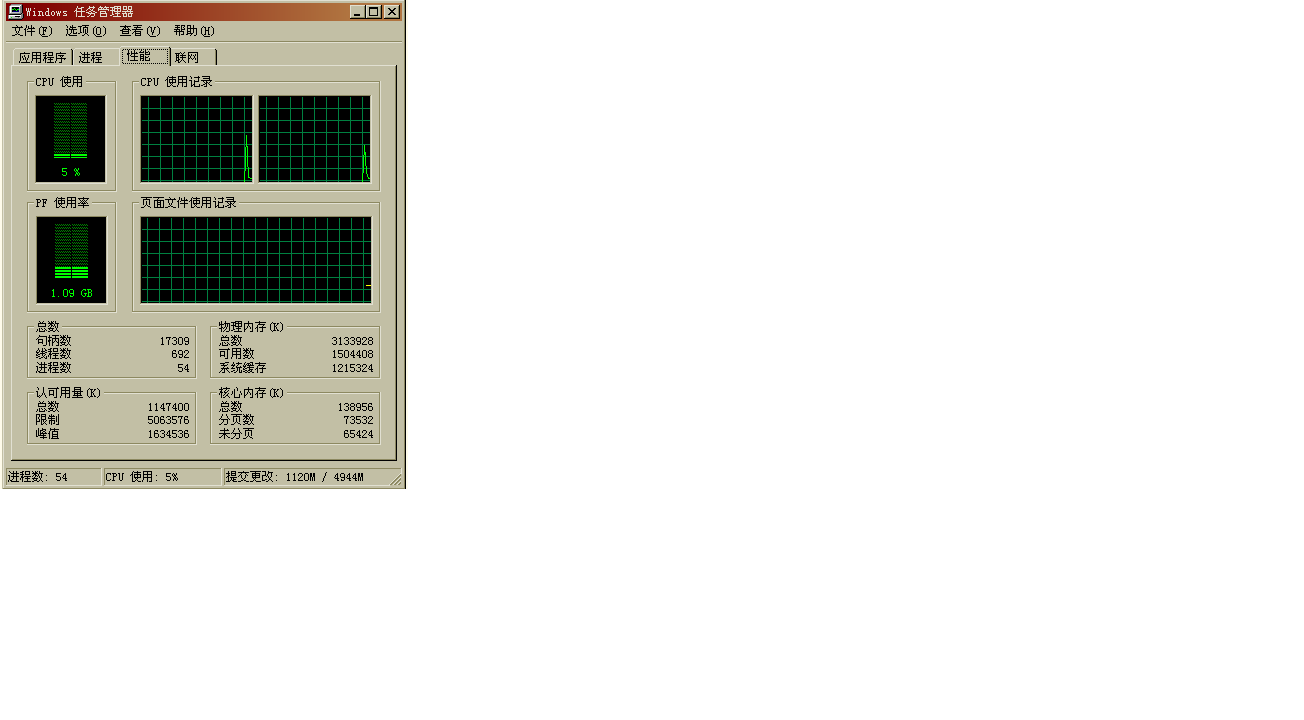 Windows 任务管理器
文件(F) 选项(O) 查看(V) 帮助(H)
应用程序 进程 性能 联网
CPU 使用 CPU 使用记录
5 %
PF 使用率 页面文件使用记录
1.09 GB
总数 物理内存(K)
句柄数 17309 总数 3133928
线程数 692 可用数 1504408
进程数 54 系统缓存 1215324
认可用量(K) 核心内存(K)
总数 1147400 总数 138956
限制 5063576 分页数 73532
峰值 1634536 未分页 65424
进程数: 54 CPU 使用: 5% 提交更改: 1120M / 4944M